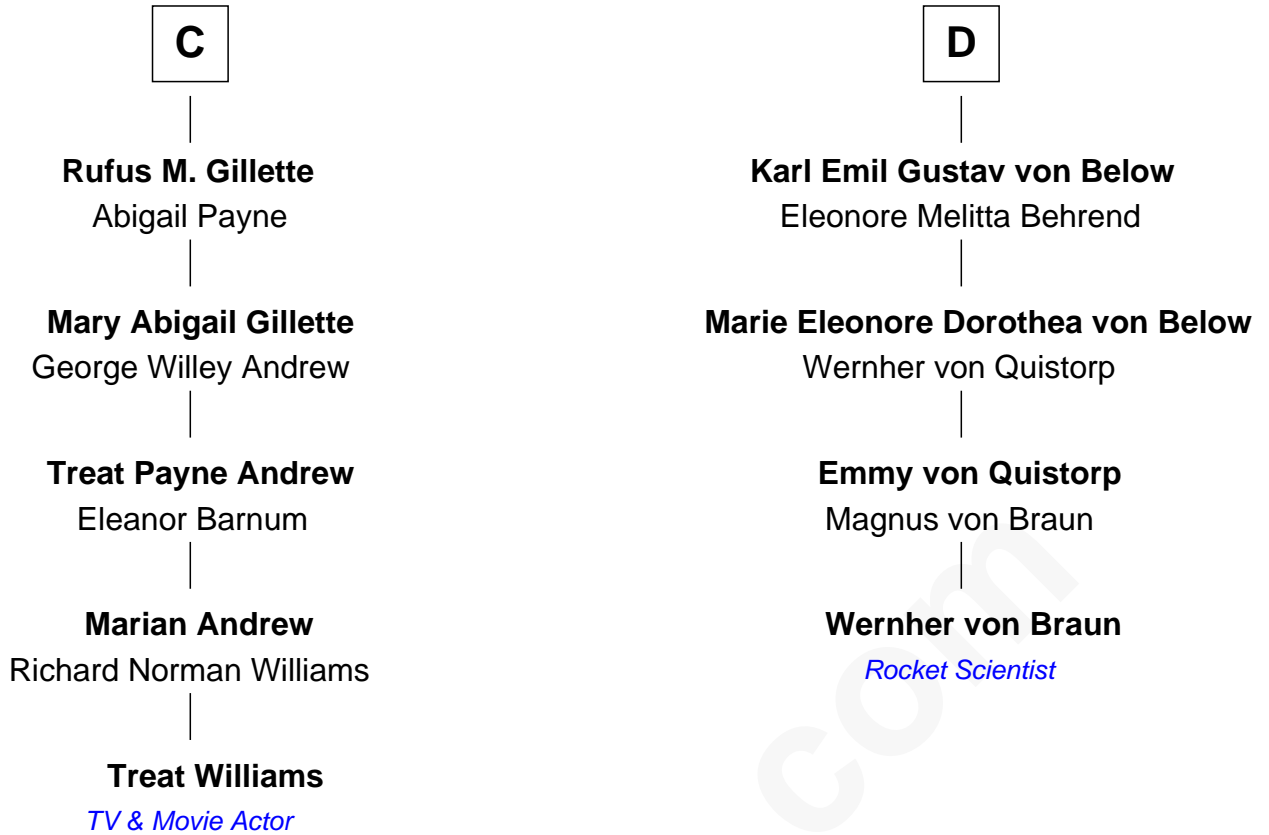 C
Rufus M. Gillette
Abigail Payne
Mary Abigail Gillette
George Willey Andrew
Treat Payne Andrew
Eleanor Barnum
Marian Andrew
Richard Norman Williams
Treat Williams
TV & Movie Actor
D
Karl Emil Gustav von Below
Eleonore Melitta Behrend
Marie Eleonore Dorothea von Below
Wernher von Quistorp
Emmy von Quistorp
Magnus von Braun
Wernher von Braun
Rocket Scientist
com